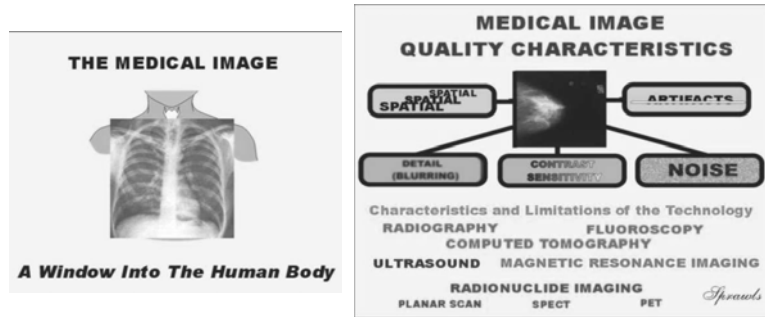 THE MEDICAL IMAGE
A Window Into The Human Body
MEDICAL IMAGE
QUALITY CHARACTERISTICS
SPATIAL
SPATIAL
SPATIAL
ARTIFACTS
DETAIL
(BLURRING)
CONTRAST
SENSITIVITY
NOISE
Characteristics and Limitations of the Technology
RADIOGRAPHY FLUOROSCOPY
COMPUTED TOMOGRAPHY
ULTRASOUND MAGNETIC RESONANCE IMAGING
RADIONUCLIDE IMAGING
PLANAR SCAN SPECT PET
Sprawls